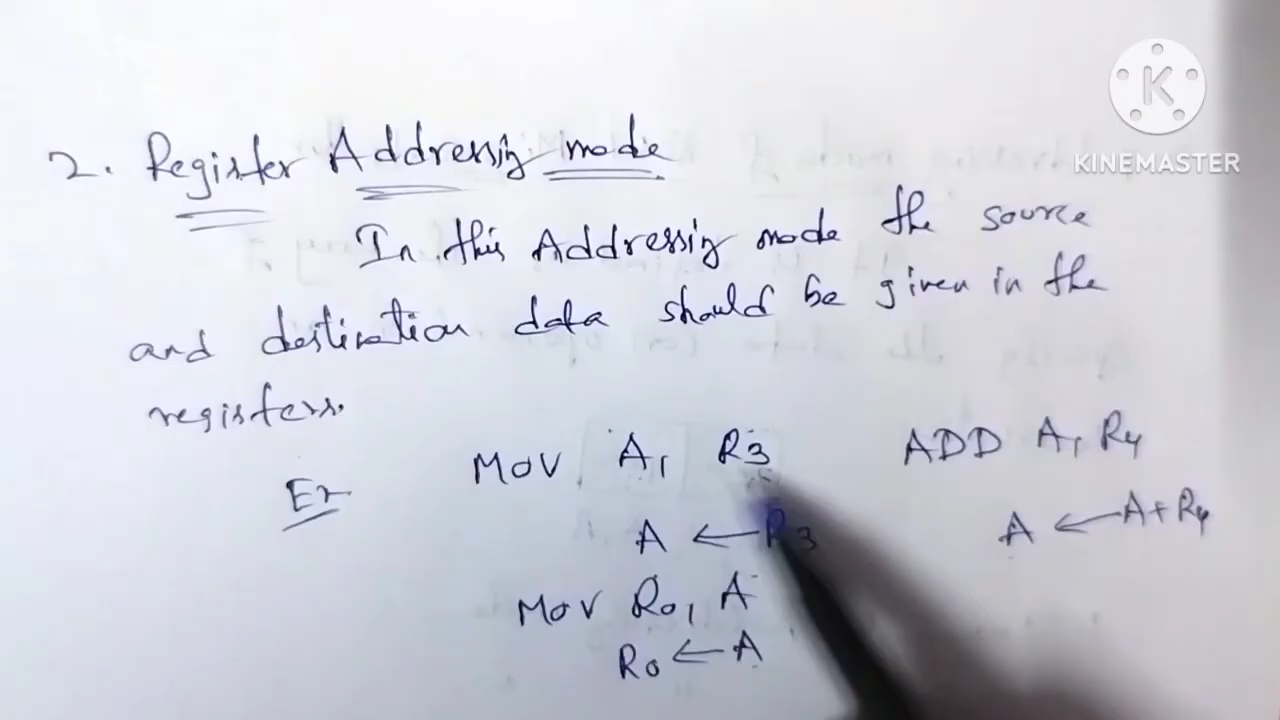 KINEMASTER
2. Register Addressing mode
In this Addressing mode the source
and destination data should be given in the
registers.
Ex MOV A, R3 ADD A, R4
A ← R3 A ← A+R4
MOV R0, A
R0 ← A